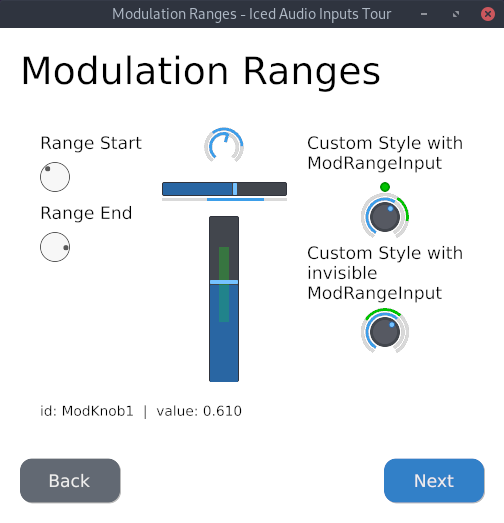 Modulation Ranges - Iced Audio Inputs Tour
Modulation Ranges
Range Start
Range End
Custom Style with
ModRangeInput
Custom Style with
invisible
ModRangeInput
id: ModKnob1 | value: 0.610
Back
Next